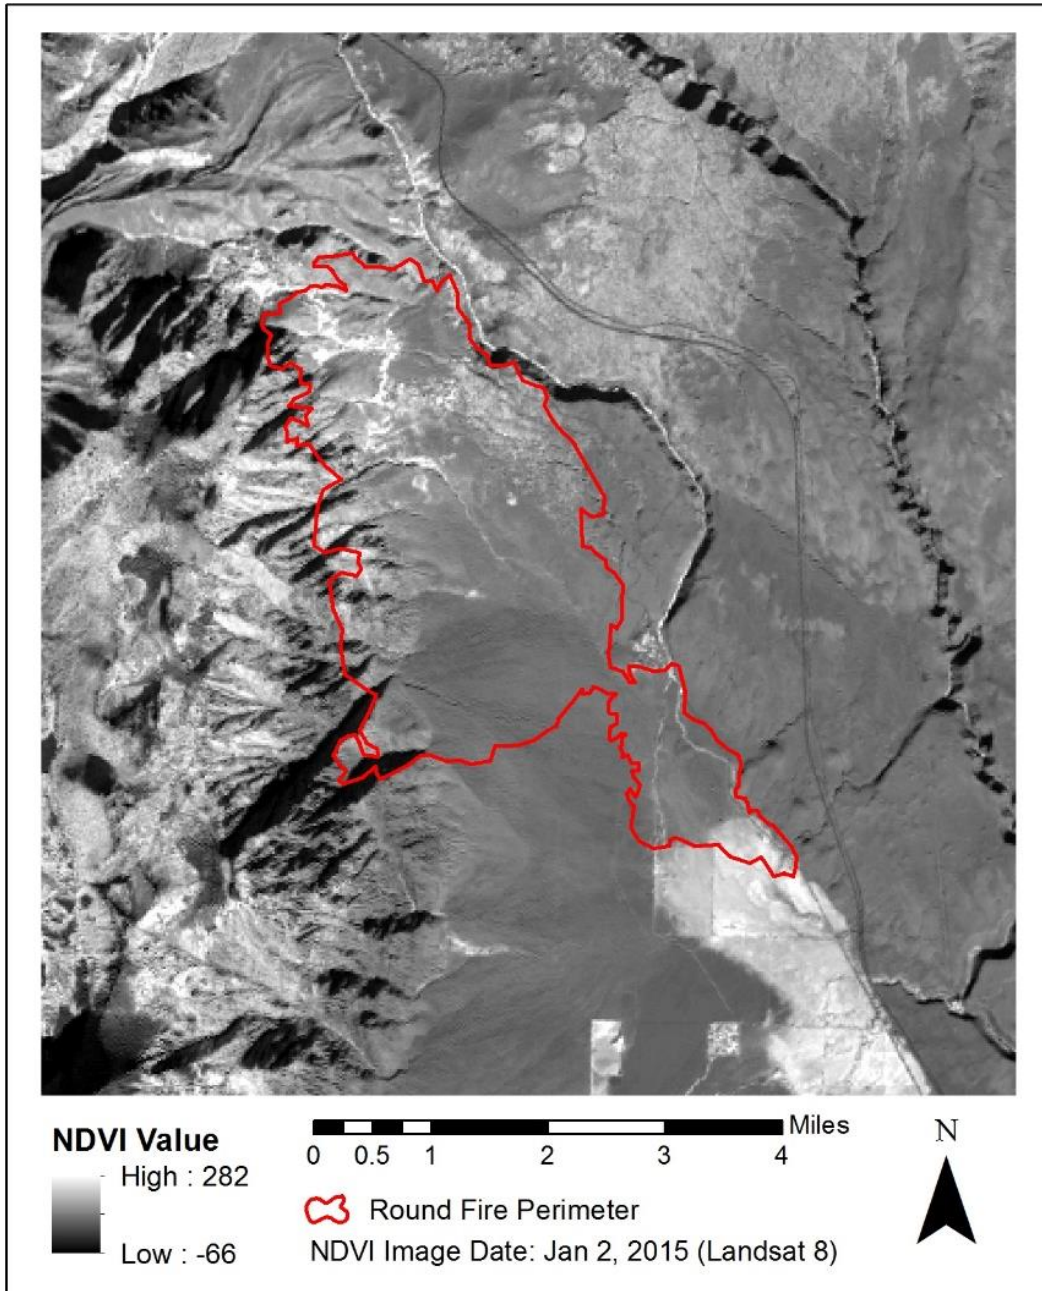 NDVI Value
High : 282
Low : -66
Miles
0 0.5 1 2 3 4
Round Fire Perimeter
NDVI Image Date: Jan 2, 2015 (Landsat 8)
N